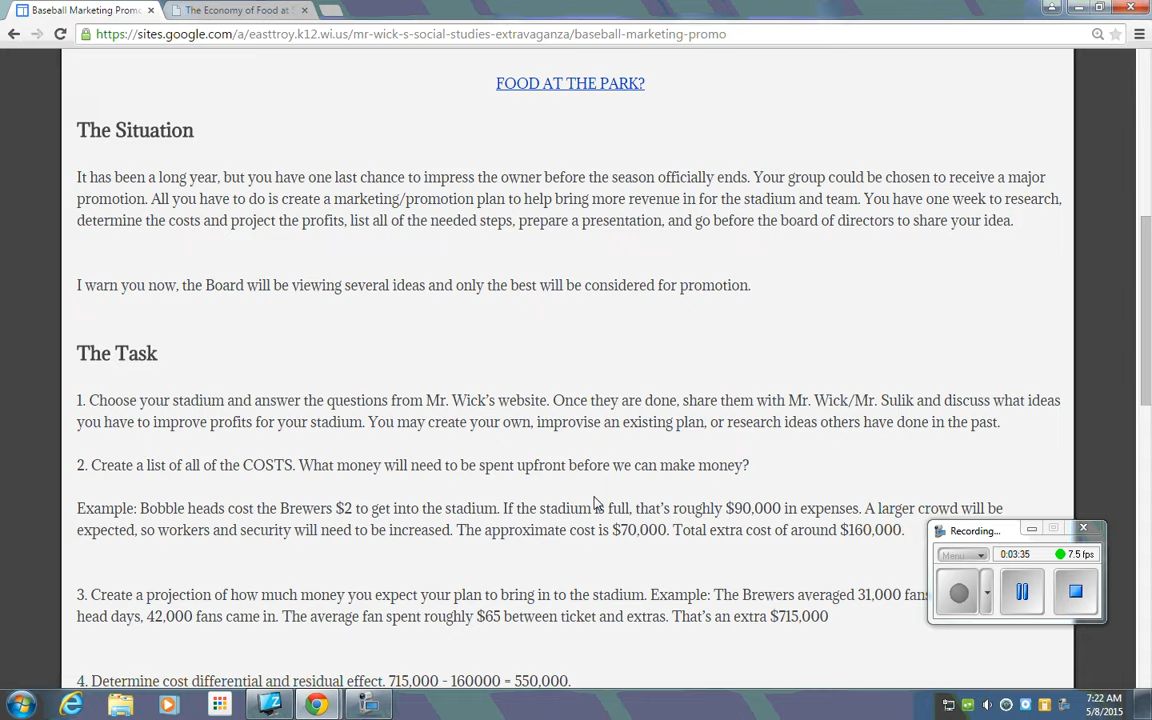 Baseball Marketing Promo
The Economy of Food at S
https://sites.google.com/a/easttroy.k12.wi.us/mr-wick-s-social-studies-extravaganza/baseball-marketing-promo
FOOD AT THE PARK?
The Situation
It has been a long year, but you have one last chance to impress the owner before the season officially ends. Your group could be chosen to receive a major
promotion. All you have to do is create a marketing/promotion plan to help bring more revenue in for the stadium and team. You have one week to research,
determine the costs and project the profits, list all of the needed steps, prepare a presentation, and go before the board of directors to share your idea.
I warn you now, the Board will be viewing several ideas and only the best will be considered for promotion.
The Task
1. Choose your stadium and answer the questions from Mr. Wick's website. Once they are done, share them with Mr. Wick/Mr. Sulik and discuss what ideas
you have to improve profits for your stadium. You may create your own, improvise an existing plan, or research ideas others have done in the past.
2. Create a list of all of the COSTS. What money will need to be spent upfront before we can make money?
Example: Bobble heads cost the Brewers $2 to get into the stadium. If the stadium is full, that's roughly $90,000 in expenses. A larger crowd will be
expected, so workers and security will need to be increased. The approximate cost is $70,000. Total extra cost of around $160,000.
3. Create a projection of how much money you expect your plan to bring in to the stadium. Example: The Brewers averaged 31,000 fans
head days, 42,000 fans came in. The average fan spent roughly $65 between ticket and extras. That's an extra $715,000
4. Determine cost differential and residual effect. 715,000 - 160000 = 550,000.
Recording...
Menu
0:03:35
7.5 fps
7:22 AM
5/8/2015